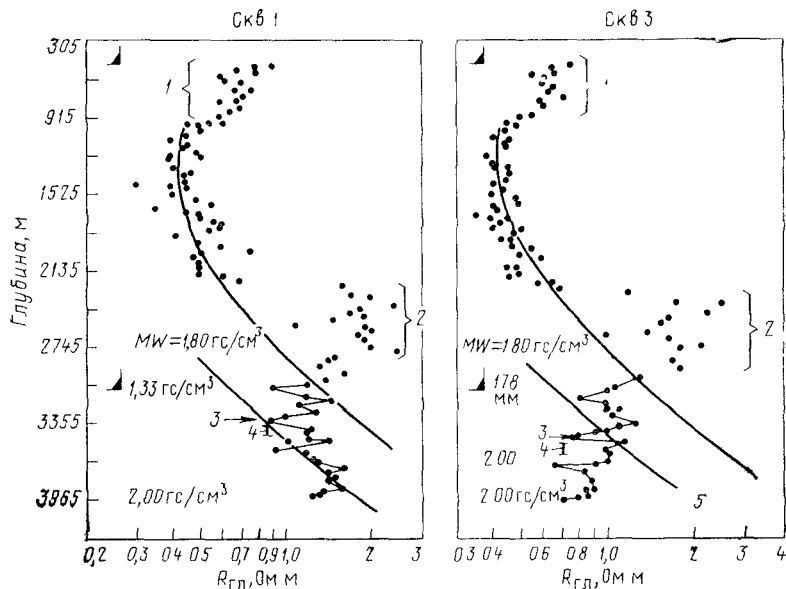 Скв 1
Скв 3
Глубина, м
305
915
1525
2135
2745
3355
3965
1
2
MW=1,80 гс/см³
1,33 гс/см³
3
4
2,00 гс/см³
0,2 0,3 0 4 0 5 0,7 0,9 1,0 2 3
Rгл, Ом м
1
2
MW=1 80 гс/см³
178
мм
3
4
2 00
2 00 гс/см³
5
0 3 0 4 0 6 0 8 1,0 2 3 4
Rгл, Ом м